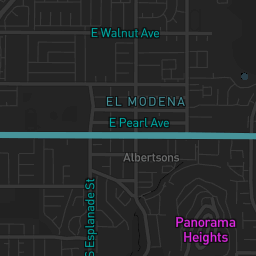 E Walnut Ave
EL MODENA
E Pearl Ave
Albertsons
S Esplanade St
Panorama
Heights